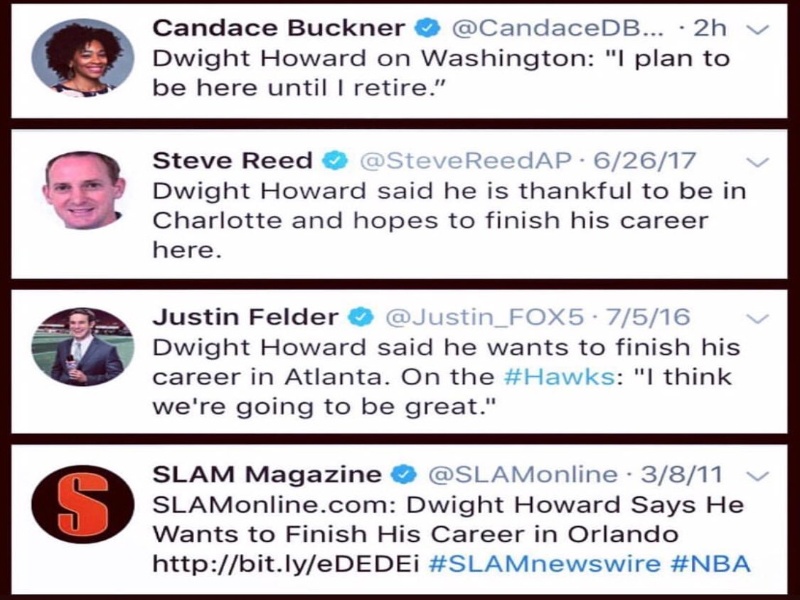 Candace Buckner @CandaceDB... · 2h
Dwight Howard on Washington: "I plan to
be here until I retire."
Steve Reed @SteveReedAP · 6/26/17
Dwight Howard said he is thankful to be in
Charlotte and hopes to finish his career
here.
Justin Felder @Justin_FOX5 · 7/5/16
Dwight Howard said he wants to finish his
career in Atlanta. On the #Hawks: "I think
we're going to be great."
S
SLAM Magazine @SLAMonline · 3/8/11
SLAMonline.com: Dwight Howard Says He
Wants to Finish His Career in Orlando
http://bit.ly/eDEDEi #SLAMnewswire #NBA